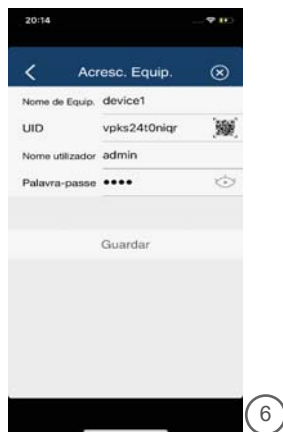 20:14
Acresc. Equip.
Nome de Equip. device1
UID vpks24t0niqr
Nome utilizador admin
Palavra-passe ••••
Guardar
6